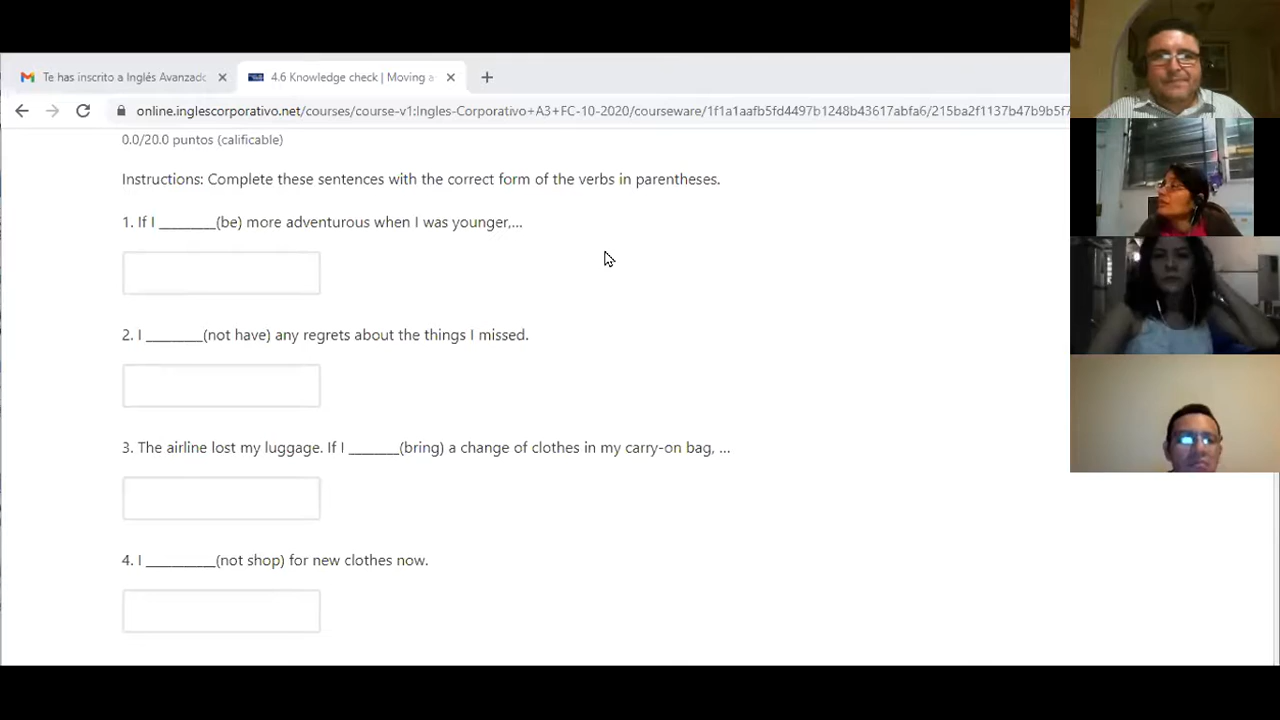 Te has inscrito a Inglés Avanzado
4.6 Knowledge check | Moving a
online.inglescorporativo.net/courses/course-v1:Ingles-Corporativo+A3+FC-10-2020/courseware/1f1a1aafb5fd4497b1248b43617abfa6/215ba2f1137b47b9b5f7
0.0/20.0 puntos (calificable)
Instructions: Complete these sentences with the correct form of the verbs in parentheses.
1. If I ________(be) more adventurous when I was younger,...
2. I ________(not have) any regrets about the things I missed.
3. The airline lost my luggage. If I _______(bring) a change of clothes in my carry-on bag, ...
4. I __________(not shop) for new clothes now.